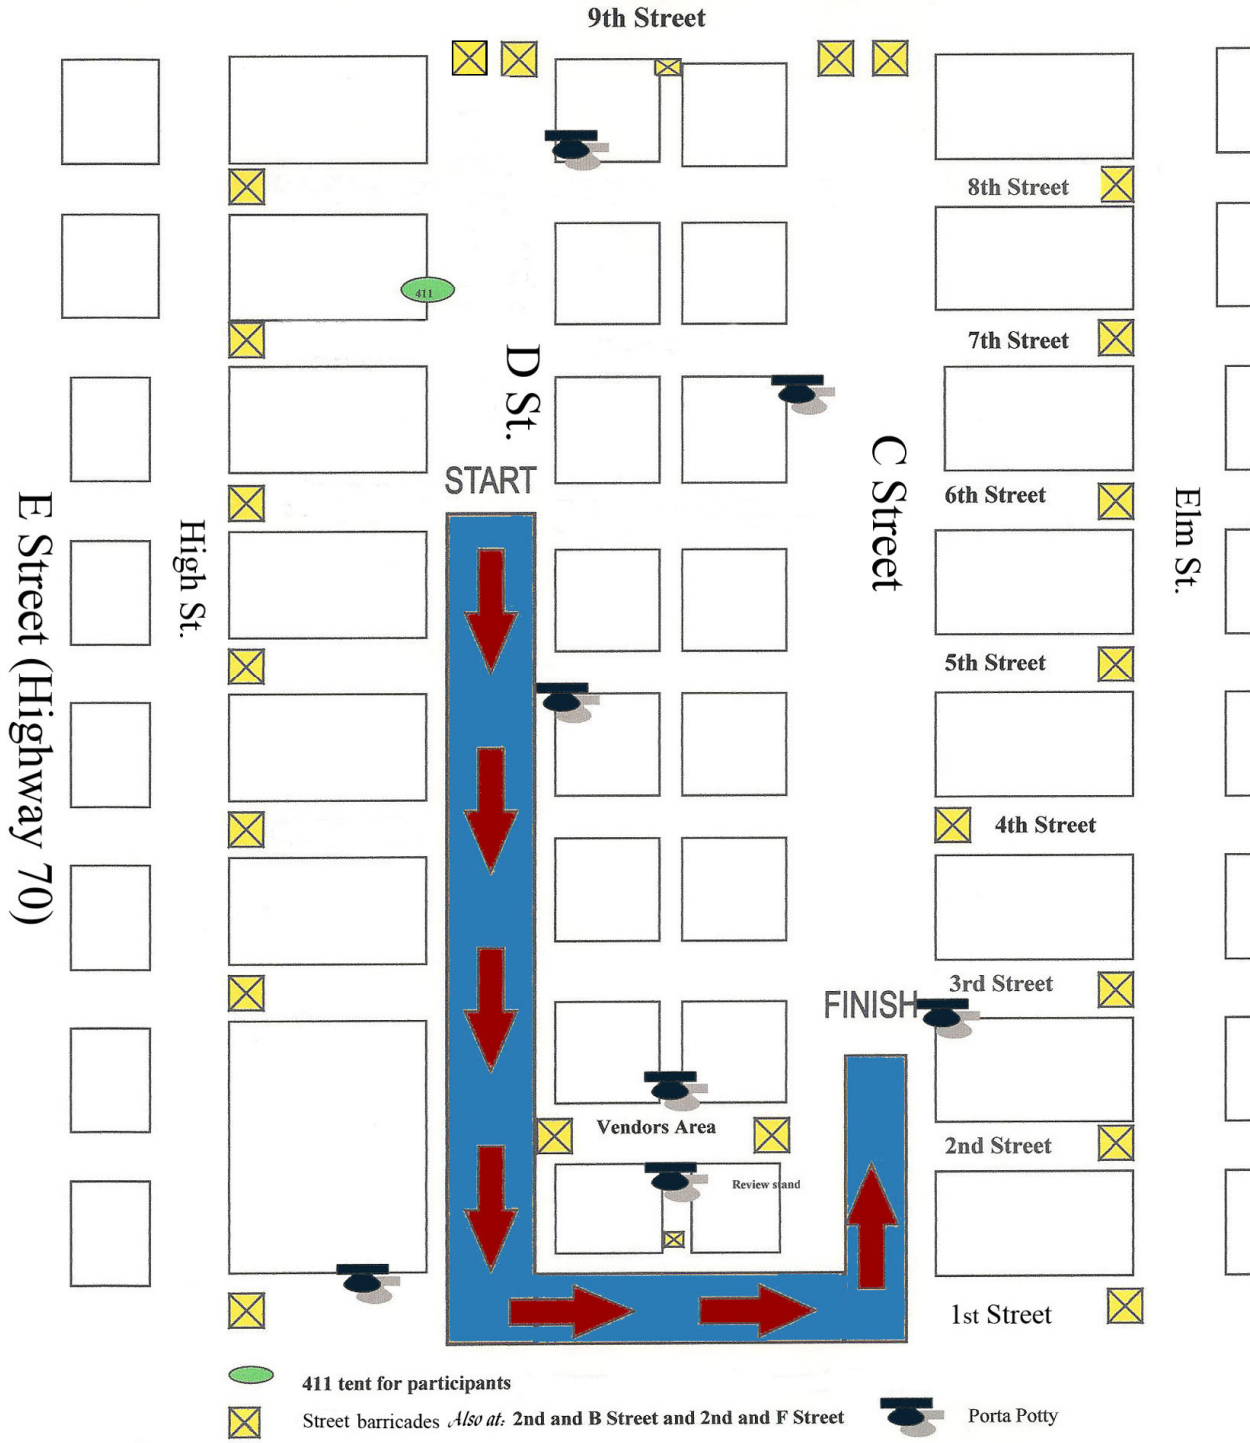 9th Street
8th Street
411
7th Street
D St.
START
C Street
6th Street
E Street (Highway 70)
High St.
Elm St.
5th Street
4th Street
3rd Street
FINISH
Vendors Area
2nd Street
Review stand
1st Street
411 tent for participants
Street barricades Also at: 2nd and B Street and 2nd and F Street
Porta Potty